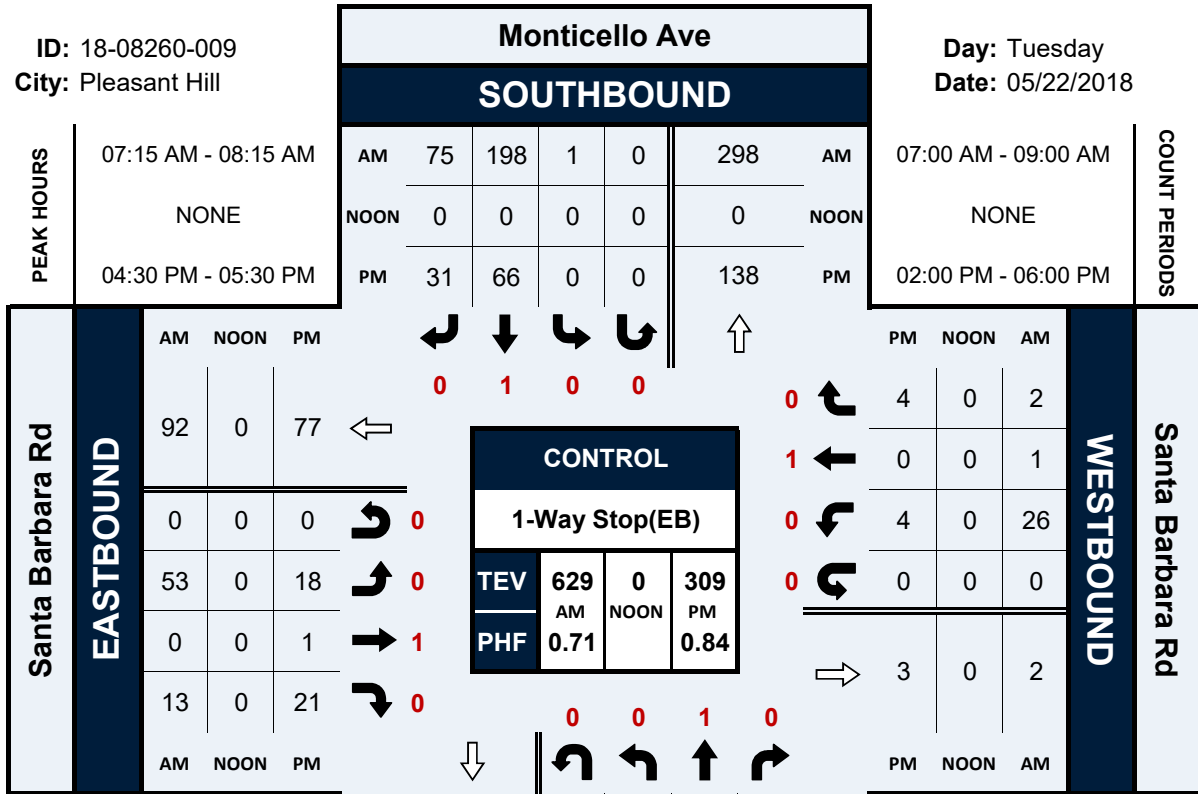 Monticello Ave
ID: 18-08260-009
Day: Tuesday
City: Pleasant Hill
Date: 05/22/2018
SOUTHBOUND
PEAK HOURS
07:15 AM - 08:15 AM
NONE
04:30 PM - 05:30 PM
AM 75 198 1 0 298 AM
NOON 0 0 0 0 0 NOON
PM 31 66 0 0 138 PM
07:00 AM - 09:00 AM
NONE
02:00 PM - 06:00 PM
COUNT PERIODS
0 1 0 0
Santa Barbara Rd
EASTBOUND
AM NOON PM
92 0 77
0 0 0 0
53 0 18 0
0 0 1 1
13 0 21 0
AM NOON PM
CONTROL
1-Way Stop(EB)
TEV 629 0 309
AM NOON PM
PHF 0.71 0.84
PM NOON AM
0 4 0 2
1 0 0 1
0 4 0 26
0 0 0 0
3 0 2
PM NOON AM
WESTBOUND
Santa Barbara Rd
0 0 1 0